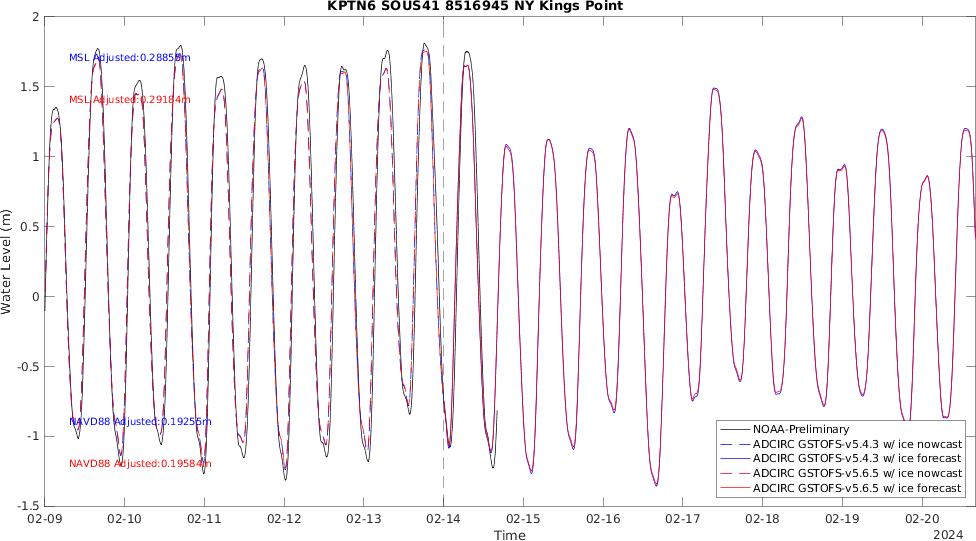 KPTN6 SOUS41 8516945 NY Kings Point
2
MSL Adjusted:0.28855m
1.5
MSL Adjusted:0.29184m
1
0.5
Water Level (m)
0
-0.5
NAVD88 Adjusted:0.19255m
-1
NAVD88 Adjusted:0.19584m
-1.5
NOAA-Preliminary
ADCIRC GSTOFS-v5.4.3 w/ ice nowcast
ADCIRC GSTOFS-v5.4.3 w/ ice forecast
ADCIRC GSTOFS-v5.6.5 w/ ice nowcast
ADCIRC GSTOFS-v5.6.5 w/ ice forecast
02-09 02-10 02-11 02-12 02-13 02-14 02-15 02-16 02-17 02-18 02-19 02-20
Time
2024